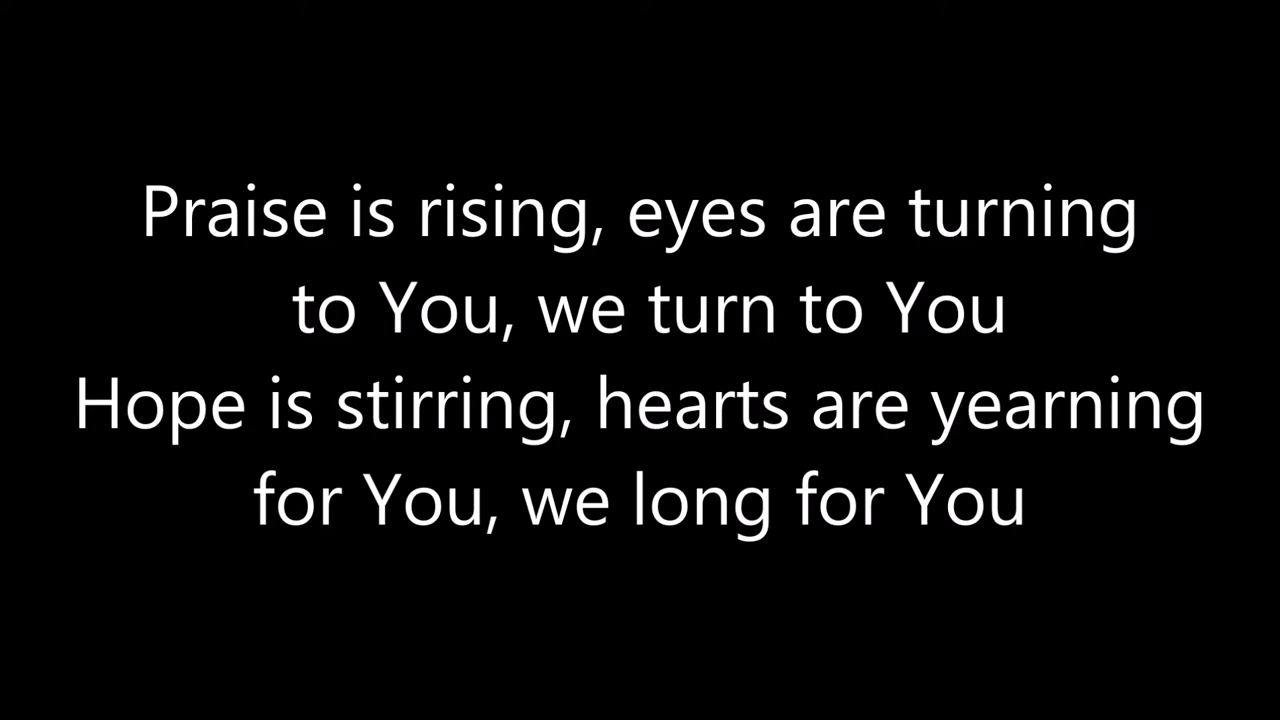 Praise is rising, eyes are turning
to You, we turn to You
Hope is stirring, hearts are yearning
for You, we long for You